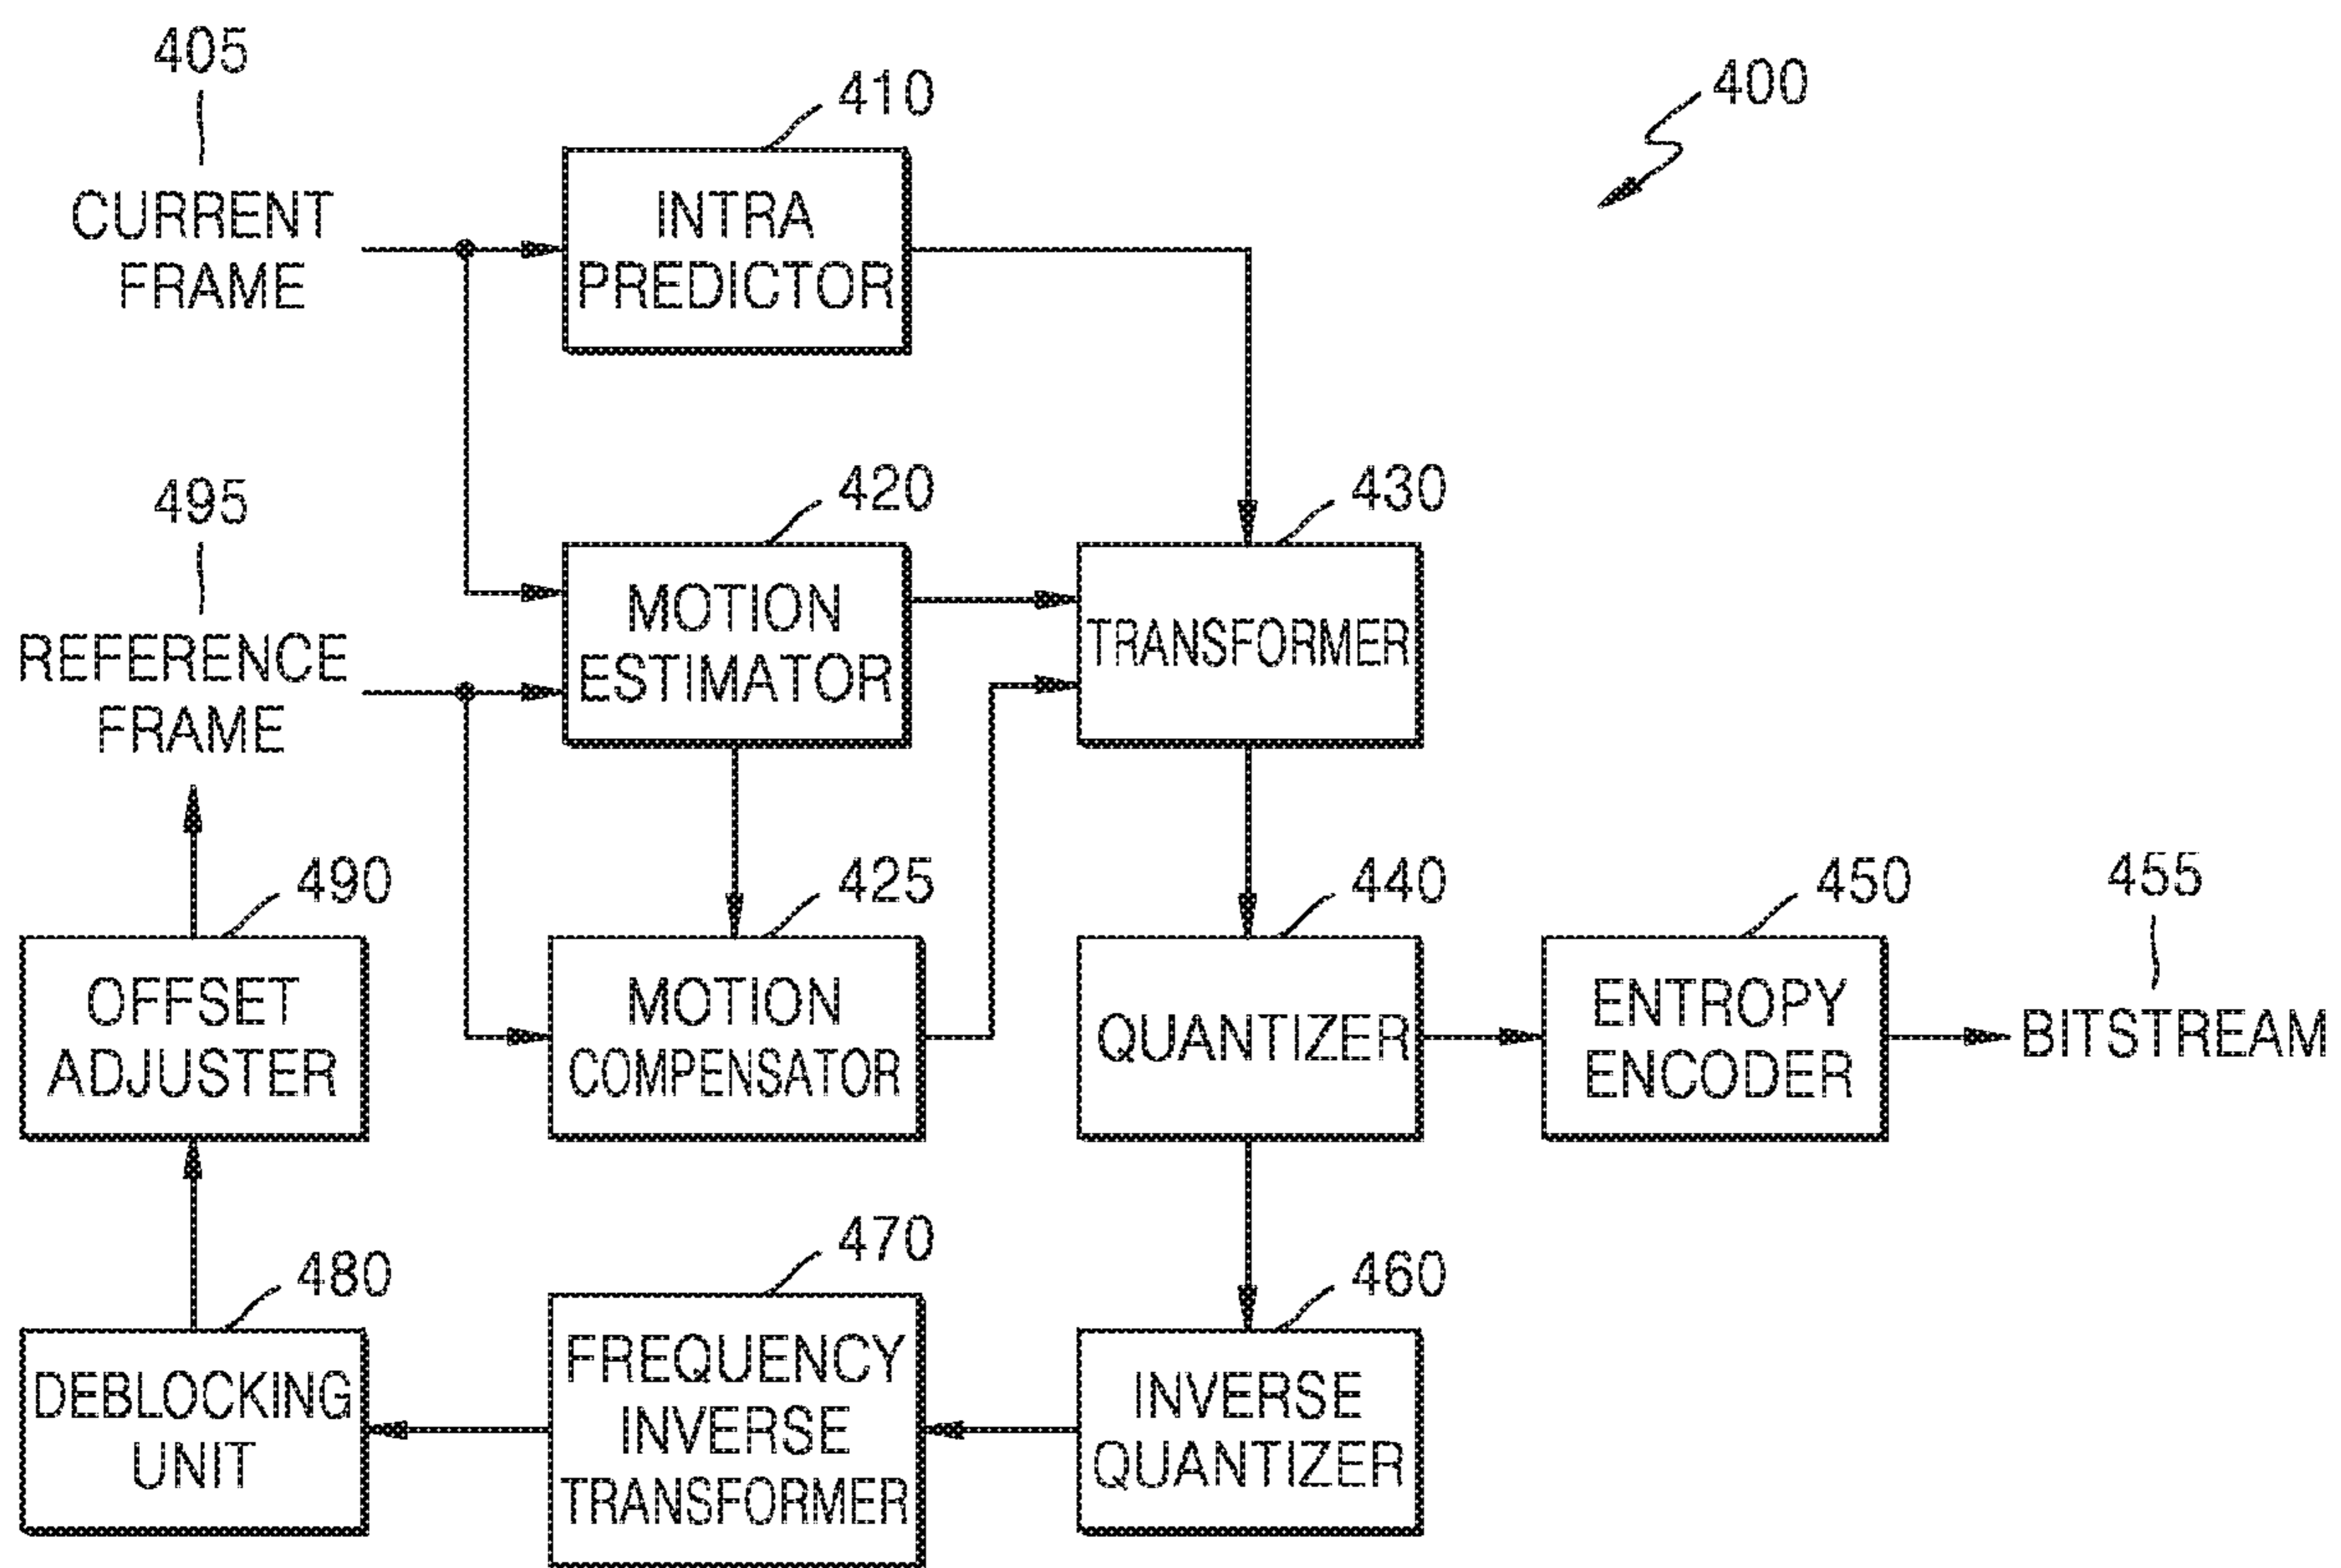 405
410
400
CURRENT
FRAME
INTRA
PREDICTOR
495
420
430
REFERENCE
FRAME
MOTION
ESTIMATOR
TRANSFORMER
490
425
440
450
455
OFFSET
ADJUSTER
MOTION
COMPENSATOR
QUANTIZER
ENTROPY
ENCODER
BITSTREAM
480
470
460
DEBLOCKING
UNIT
FREQUENCY
INVERSE
TRANSFORMER
INVERSE
QUANTIZER